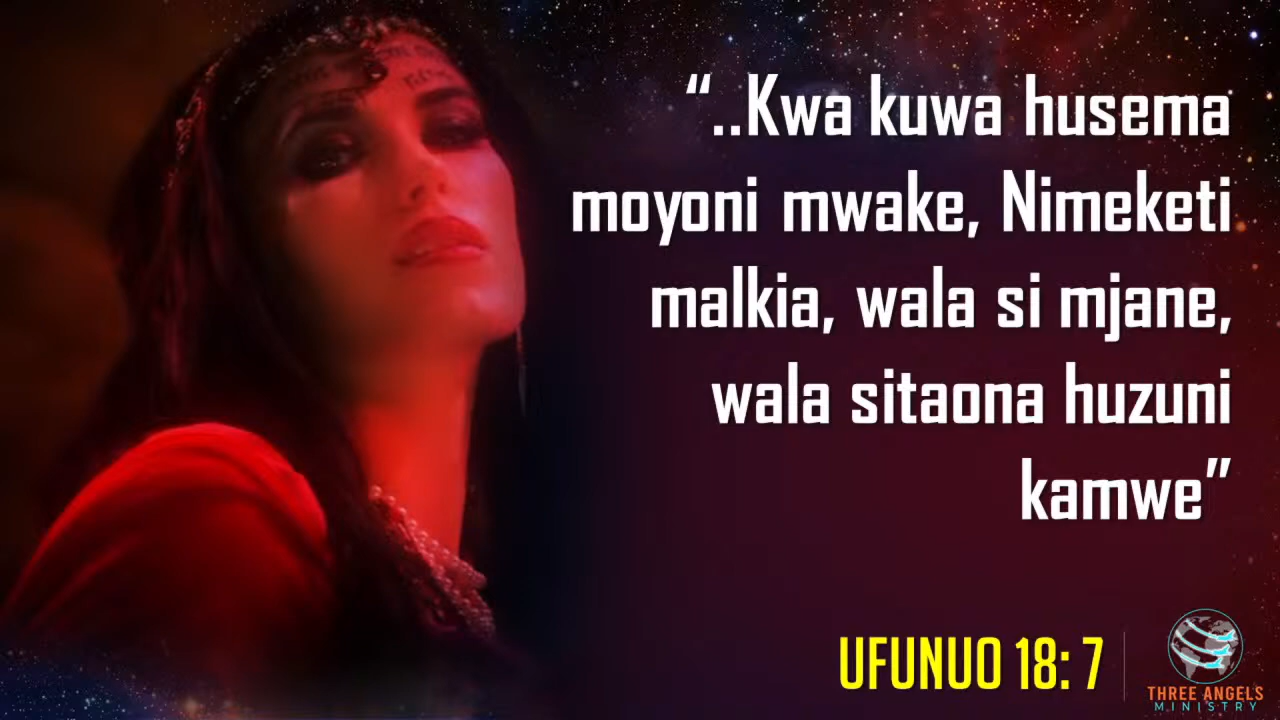 “..Kwa kuwa husema
moyoni mwake, Nimeketi
malkia, wala si mjane,
wala sitaona huzuni
kamwe”
UFUNUO 18: 7
THREE ANGELS
MINISTRY